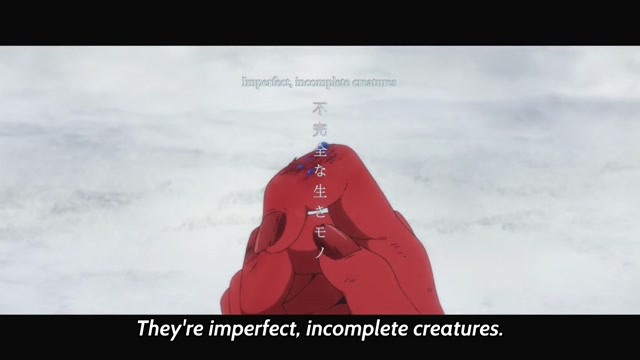 Imperfect, incomplete creatures
不完全な生きモノ
They're imperfect, incomplete creatures.